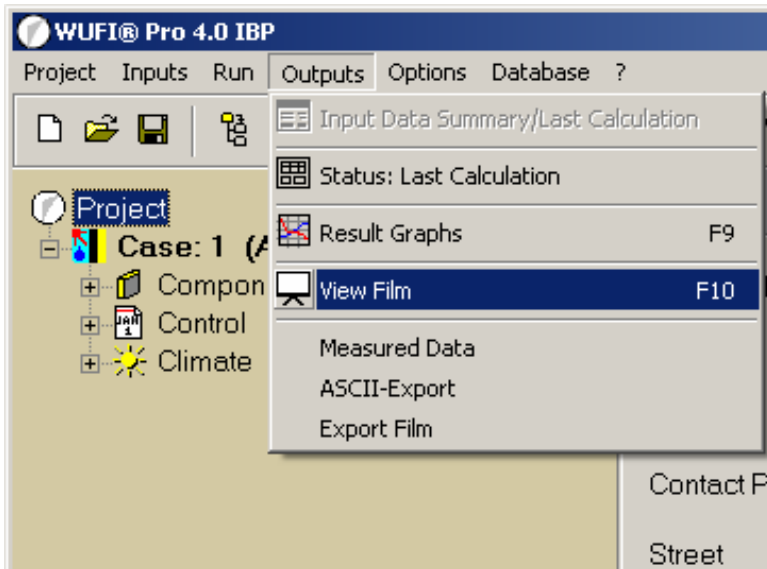 WUFI® Pro 4.0 IBP
Project Inputs Run Outputs Options Database ?
Input Data Summary/Last Calculation
Status: Last Calculation
Result Graphs F9
View Film F10
Measured Data
ASCII-Export
Export Film
Project
Case: 1 (A
Compon
Control
Climate
Contact P
Street